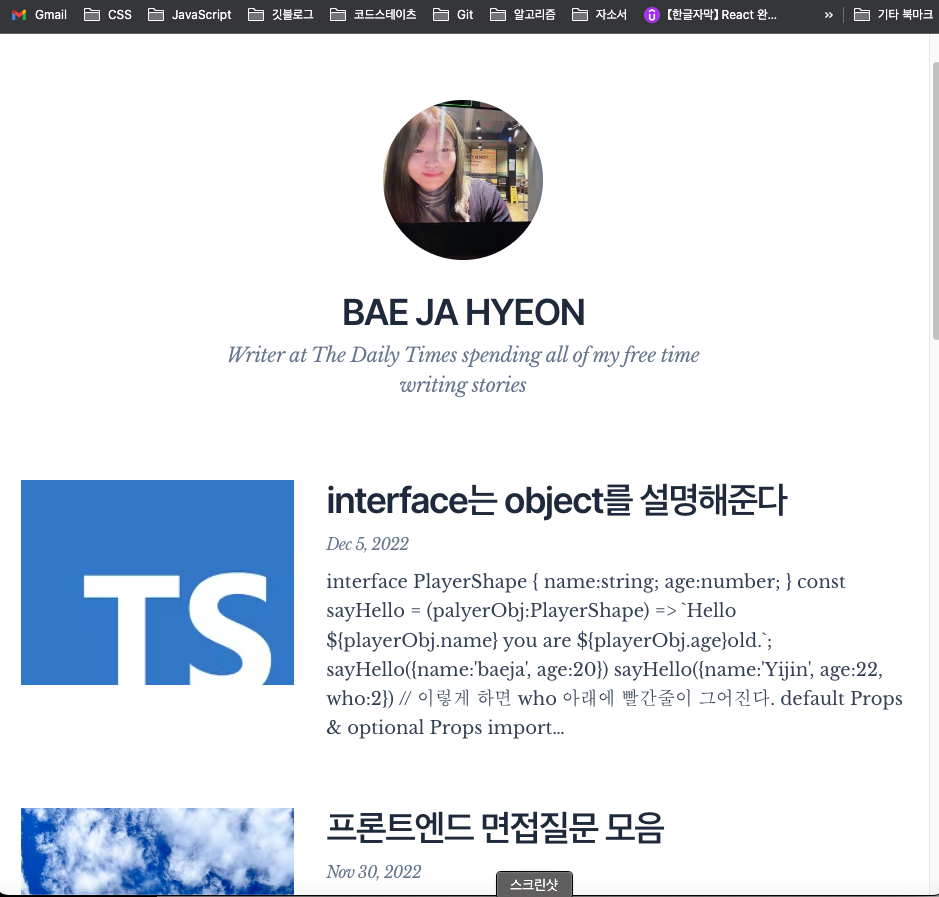 Gmail CSS JavaScript 깃블로그 코드스테이츠 Git 알고리즘 자소서 【한글자막】 React 완... » 기타 북마크
BAE JA HYEON
Writer at The Daily Times spending all of my free time
writing stories
TS
interface는 object를 설명해준다
Dec 5, 2022
interface PlayerShape { name:string; age:number; } const
sayHello = (palyerObj:PlayerShape) => `Hello
${playerObj.name} you are ${playerObj.age}old.`;
sayHello({name:'baeja', age:20}) sayHello({name:'Yijin', age:22,
who:2}) // 이렇게 하면 who 아래에 빨간줄이 그어진다. default Props
& optional Props import…
프론트엔드 면접질문 모음
Nov 30, 2022
스크린샷